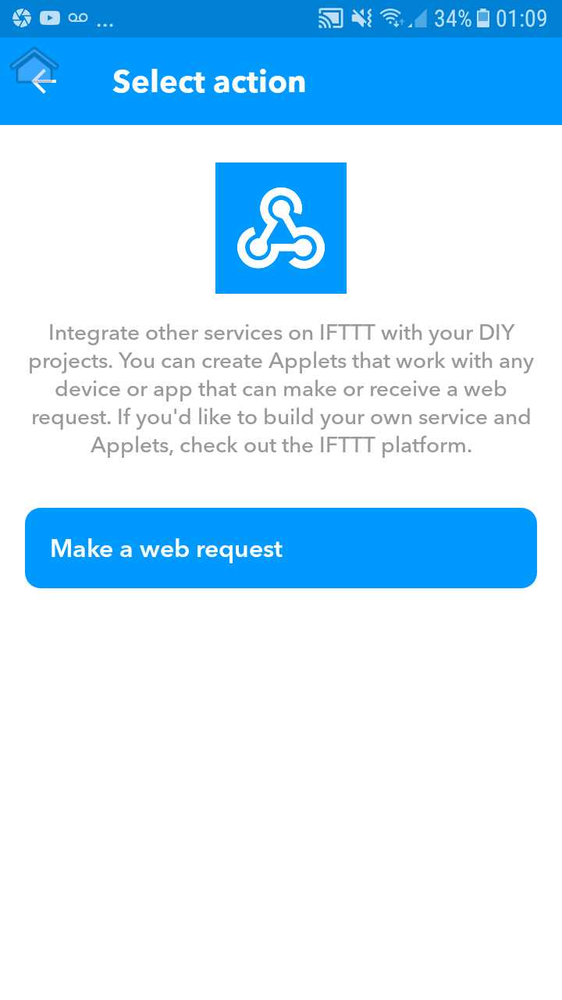 ... 34% 01:09
Select action
Integrate other services on IFTTT with your DIY
projects. You can create Applets that work with any
device or app that can make or receive a web
request. If you'd like to build your own service and
Applets, check out the IFTTT platform.
Make a web request